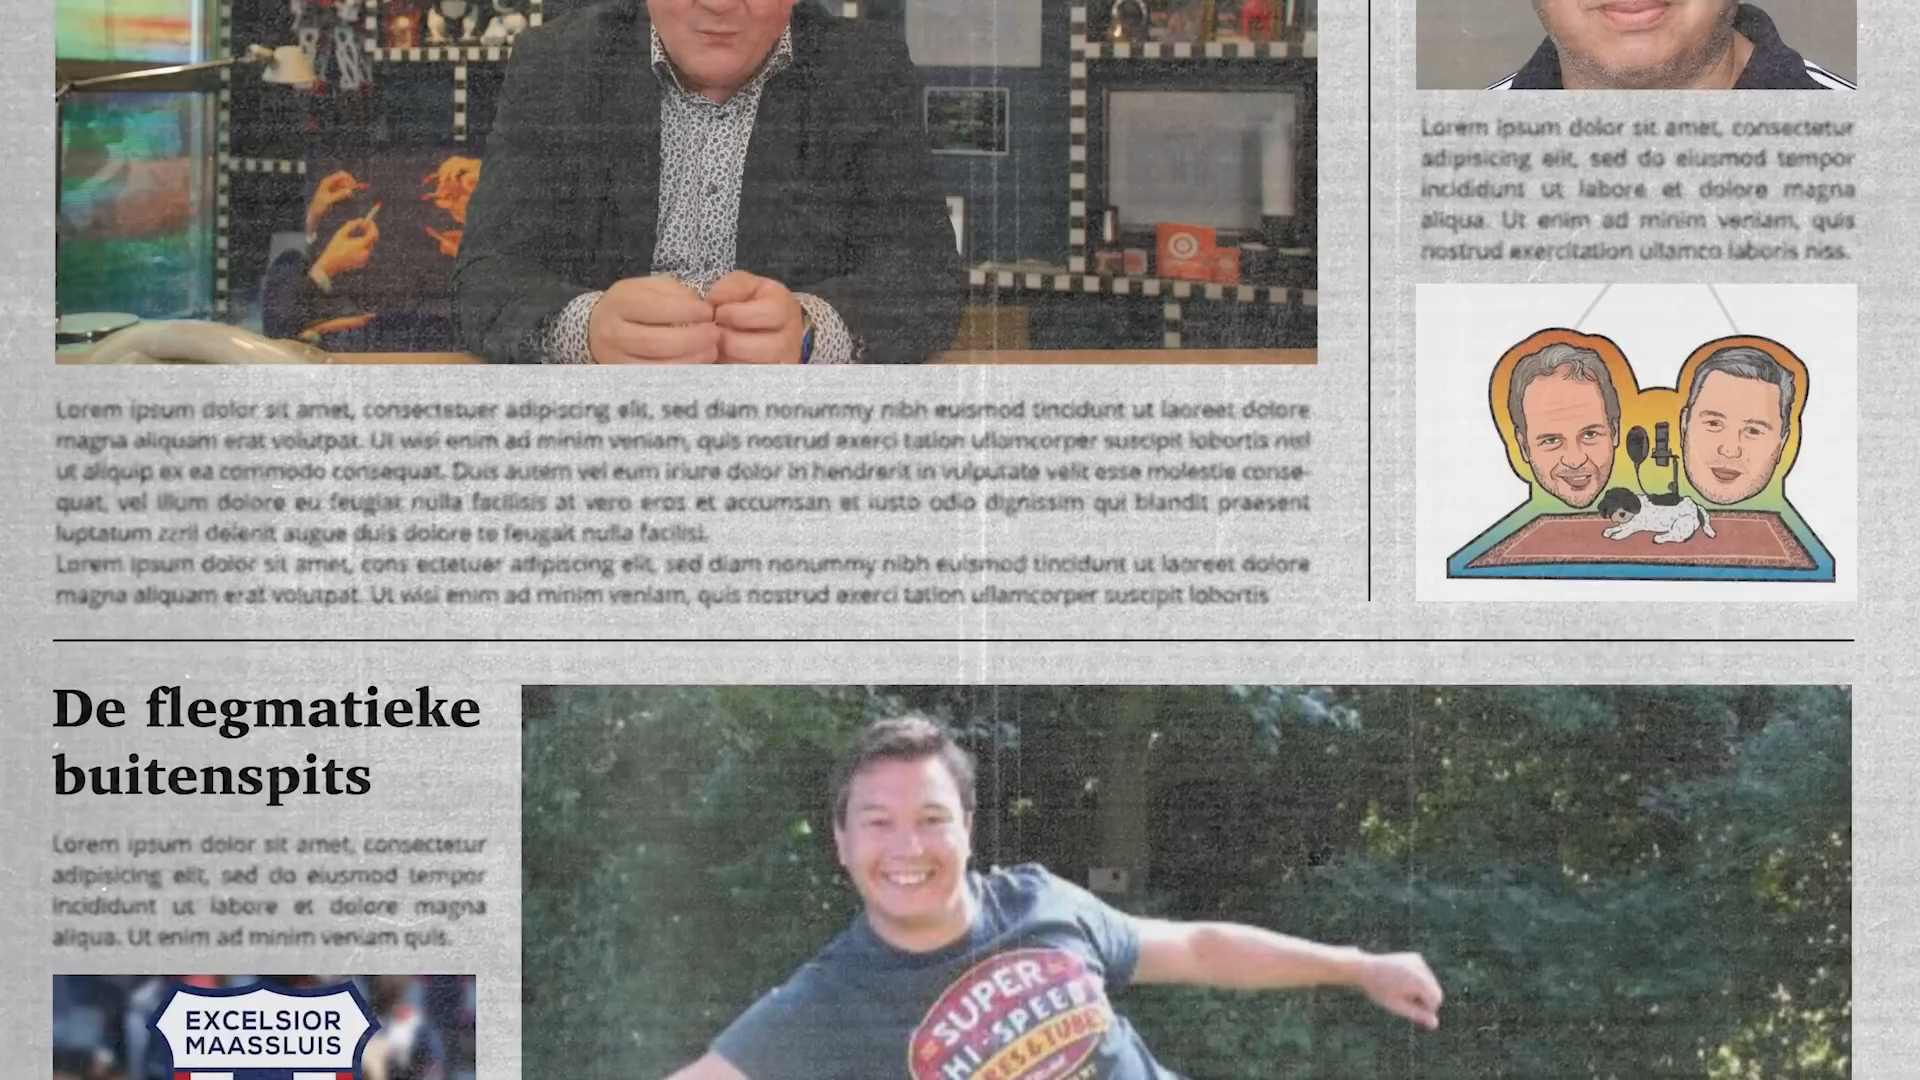 Lorem ipsum dolor sit amet, consectetuer adipiscing elit, sed diam nonummy nibh euismod tincidunt ut laoreet dolore
magna aliquam erat volutpat. Ut wisi enim ad minim veniam, quis nostrud exerci tation ullamcorper suscipit lobortis nisl
ut aliquip ex ea commodo consequat. Duis autem vel eum iriure dolor in hendrerit in vulputate velit esse molestie conse-
quat, vel illum dolore eu feugiat nulla facilisis at vero eros et accumsan et iusto odio dignissim qui blandit praesent
luptatum zzril delenit augue duis dolore te feugait nulla facilisi.
Lorem ipsum dolor sit amet, cons ectetuer adipiscing elit, sed diam nonummy nibh euismod tincidunt ut laoreet dolore
magna aliquam erat volutpat. Ut wisi enim ad minim veniam, quis nostrud exerci tation ullamcorper suscipit lobortis
Lorem ipsum dolor sit amet, consectetur
adipisicing elit, sed do eiusmod tempor
incididunt ut labore et dolore magna
aliqua. Ut enim ad minim veniam, quis
nostrud exercitation ullamco laboris niss.
De flegmatieke
buitenspits
Lorem ipsum dolor sit amet, consectetur
adipisicing elit, sed do eiusmod tempor
incididunt ut labore et dolore magna
aliqua. Ut enim ad minim veniam quis.
EXCELSIOR
MAASSLUIS
SUPER
HI-SPEED
&TUBES